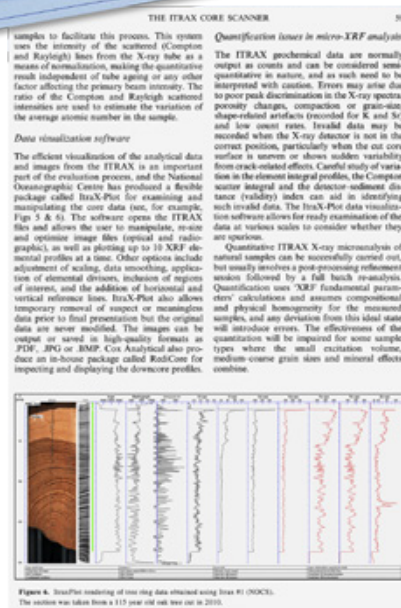 THE ITRAX CORE SCANNER
samples to facilitate this process. This system
uses the intensity of the scattered (Compton
and Rayleigh) lines from the X-ray tube as a
means of normalization, making the quantitative
result independent of tube ageing or any other
factor affecting the primary beam intensity. The
ratio of the Compton and Rayleigh scattered
intensities are used to estimate the variation of
the average atomic number in the sample.
Data visualization software
The efficient visualization of the analytical data
and images from the ITRAX is an important
part of the evaluation process, and the National
Oceanographic Centre has produced a flexible
package called ItraX-Plot for examining and
manipulating the core data (see, for example,
Figs 5 & 6). The software opens the ITRAX
files and allows the user to manipulate, re-size
and optimize image files (optical and radio-
graphic), as well as plotting up to 10 XRF ele-
mental profiles at a time. Other options include
adjustment of scaling, data smoothing, applica-
tion of elemental divisors, inclusion of regions
of interest, and the addition of horizontal and
vertical reference lines. ItraX-Plot also allows
temporary removal of suspect or meaningless
data prior to final presentation but the original
data are never modified. The images can be
output or saved in high-quality formats as
.PDF, .JPG or .BMP. Cox Analytical also pro-
duce an in-house package called RediCore for
inspecting and displaying the downcore profiles.
Quantification issues in micro-XRF analysis
The ITRAX geochemical data are normally
output as counts and can be considered semi-
quantitative in nature, and as such need to be
interpreted with caution. Errors may arise due
to poor peak discrimination in the X-ray spectra,
porosity changes, compaction or grain-size
shape-related artefacts (recorded for K and Sr)
and low count rates. Invalid data may be
recorded when the X-ray detector is not in the
correct position, particularly when the cut core
surface is uneven or shows sudden variability
from crack-related effects. Careful study of varia-
tion in the element integral profiles, the Compton
scatter integral and the detector-sediment dis-
tance (validity) index can aid in identifying
such invalid data. The ItraX-Plot data visualiza-
tion software allows for ready examination of the
data at various scales to consider whether they
are spurious.
Quantitative ITRAX X-ray microanalysis of
natural samples can be successfully carried out,
but usually involves a post-processing refinement
session followed by a full batch re-analysis.
Quantification uses 'XRF fundamental param-
eters' calculations and assumes compositional
and physical homogeneity for the measured
samples, and any deviation from this ideal state
will introduce errors. The effectiveness of the
quantitation will be impaired for some sample
types where the small excitation volume,
medium-coarse grain sizes and mineral effects
combine.
Figure 6. ItraxPlot rendering of tree ring data obtained using Itrax #1 (NOCS).
The section was taken from a 115 year old oak tree cut in 2010.